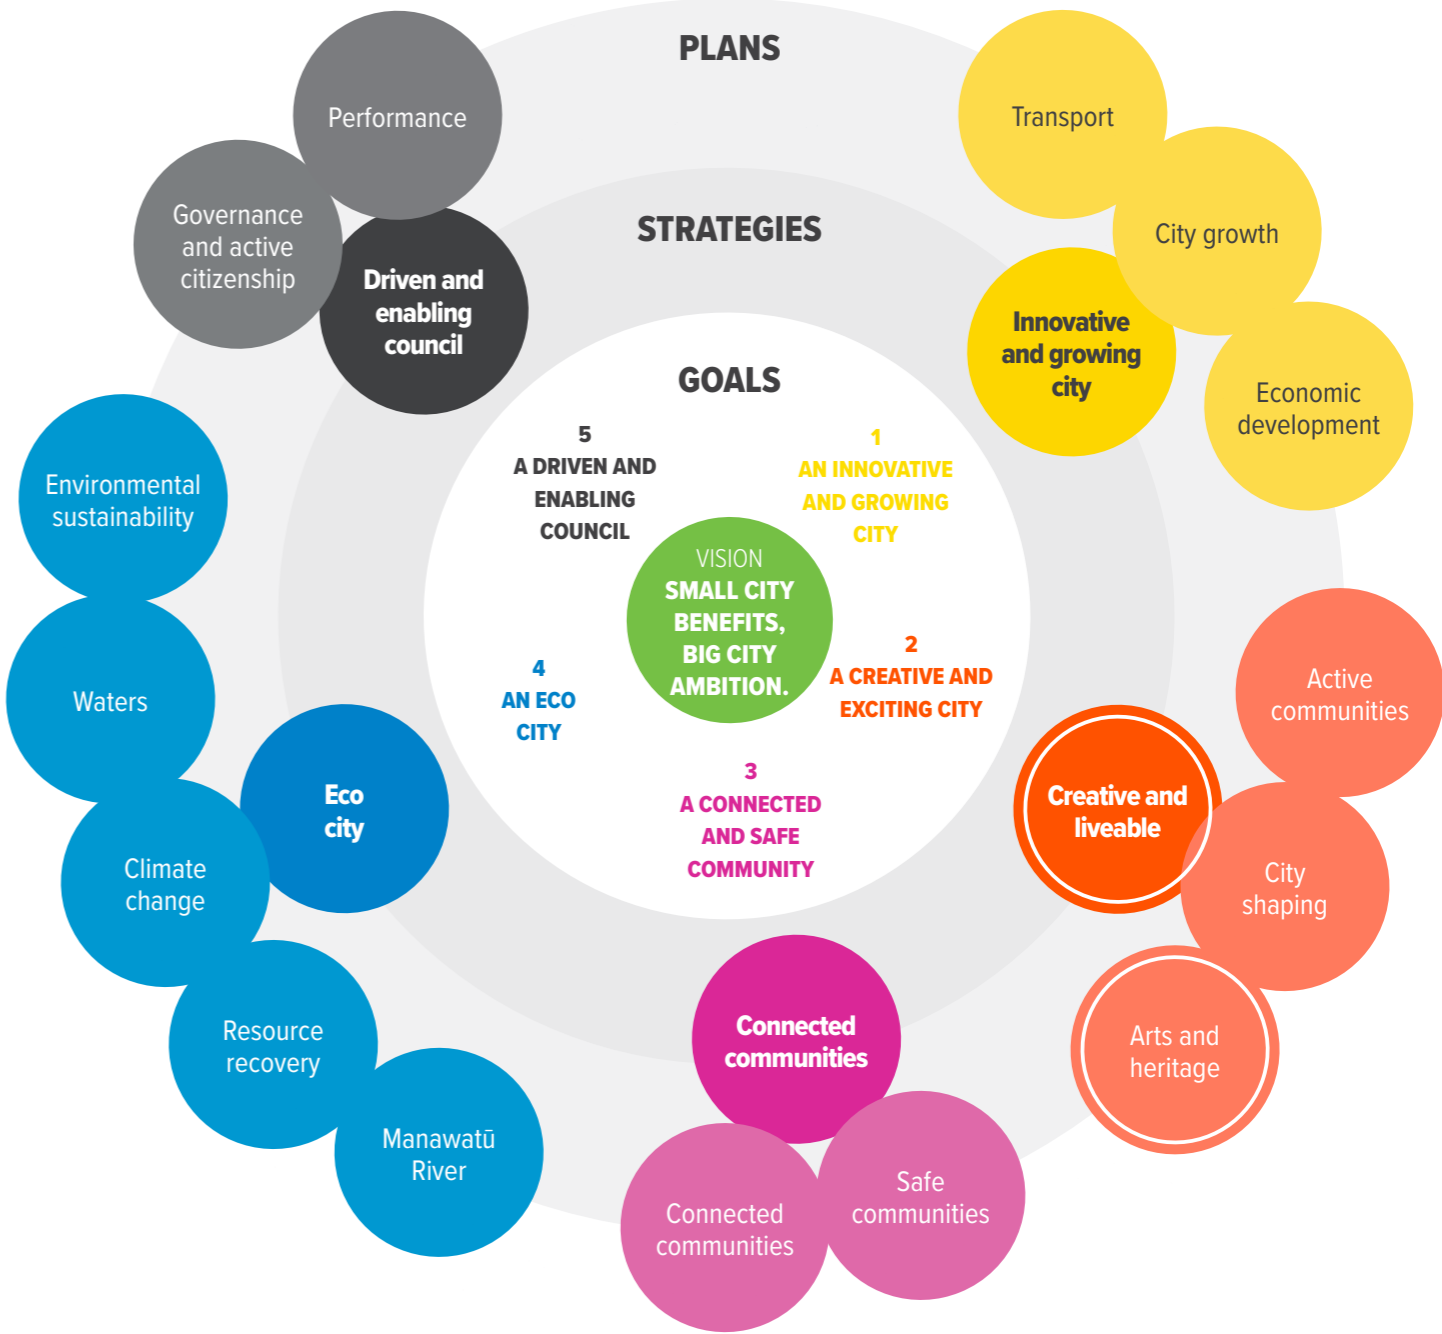 PLANS
Performance
Governance
and active
citizenship
Driven and
enabling
council
Transport
City growth
Economic
development
Innovative
and growing
city
STRATEGIES
GOALS
5
A DRIVEN AND
ENABLING
COUNCIL
1
AN INNOVATIVE
AND GROWING
CITY
VISION
SMALL CITY
BENEFITS,
BIG CITY
AMBITION.
4
AN ECO
CITY
2
A CREATIVE AND
EXCITING CITY
3
A CONNECTED
AND SAFE
COMMUNITY
Environmental
sustainability
Waters
Climate
change
Resource
recovery
Manawatū
River
Eco
city
Creative and
liveable
Active
communities
City
shaping
Arts and
heritage
Connected
communities
Connected
communities
Safe
communities